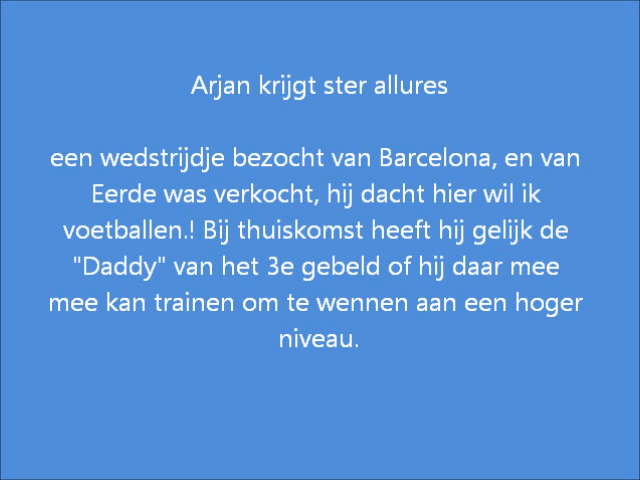 Arjan krijgt ster allures
een wedstrijdje bezocht van Barcelona, en van
Eerde was verkocht, hij dacht hier wil ik
voetballen.! Bij thuiskomst heeft hij gelijk de
"Daddy" van het 3e gebeld of hij daar mee
mee kan trainen om te wennen aan een hoger
niveau.